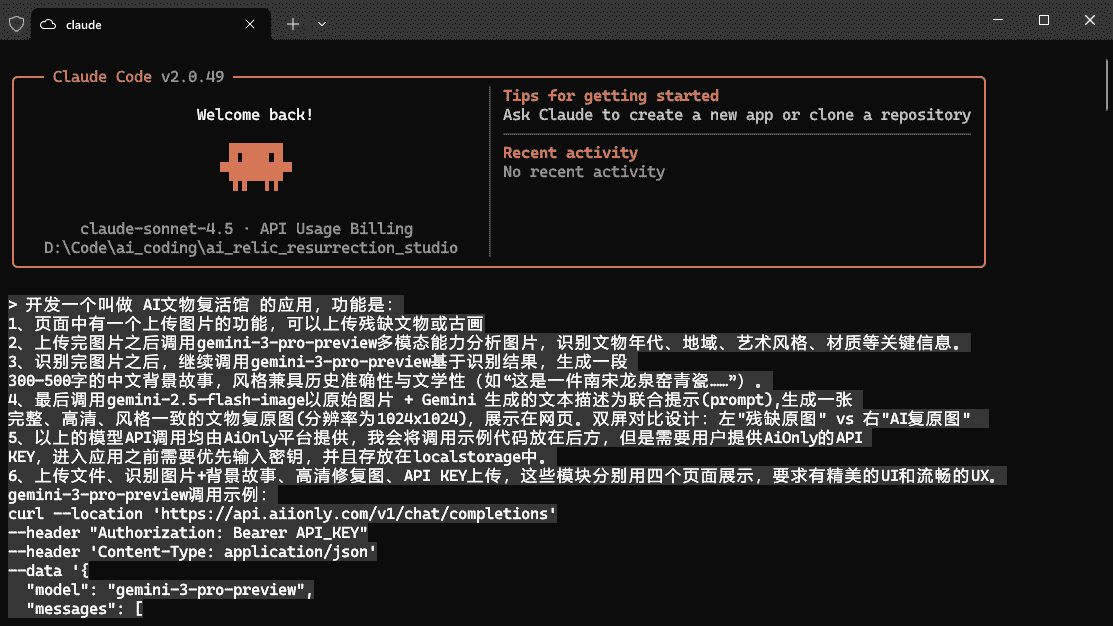 claude
Claude Code v2.0.49
Welcome back!
claude-sonnet-4.5 · API Usage Billing
D:\Code\ai_coding\ai_relic_resurrection_studio
Tips for getting started
Ask Claude to create a new app or clone a repository
Recent activity
No recent activity
> 开发一个叫做 AI文物复活馆 的应用，功能是：
1、页面中有一个上传图片的功能，可以上传残缺文物或古画
2、上传完图片之后调用gemini-3-pro-preview多模态能力分析图片，识别文物年代、地域、艺术风格、材质等关键信息。
3、识别完图片之后，继续调用gemini-3-pro-preview基于识别结果，生成一段
300-500字的中文背景故事，风格兼具历史准确性与文学性（如“这是一件南宋龙泉窑青瓷……”）。
4、最后调用gemini-2.5-flash-image以原始图片 + Gemini 生成的文本描述为联合提示(prompt),生成一张
完整、高清、风格一致的文物复原图(分辨率为1024x1024)，展示在网页。双屏对比设计：左"残缺原图" vs 右"AI复原图"
5、以上的模型API调用均由AiOnly平台提供，我会将调用示例代码放在后方，但是需要用户提供AiOnly的API
KEY，进入应用之前需要优先输入密钥，并且存放在localstorage中。
6、上传文件、识别图片+背景故事、高清修复图、API KEY上传，这些模块分别用四个页面展示，要求有精美的UI和流畅的UX。
gemini-3-pro-preview调用示例：
curl --location 'https://api.aiionly.com/v1/chat/completions'
--header "Authorization: Bearer API_KEY"
--header 'Content-Type: application/json'
--data '{
"model": "gemini-3-pro-preview",
"messages": [